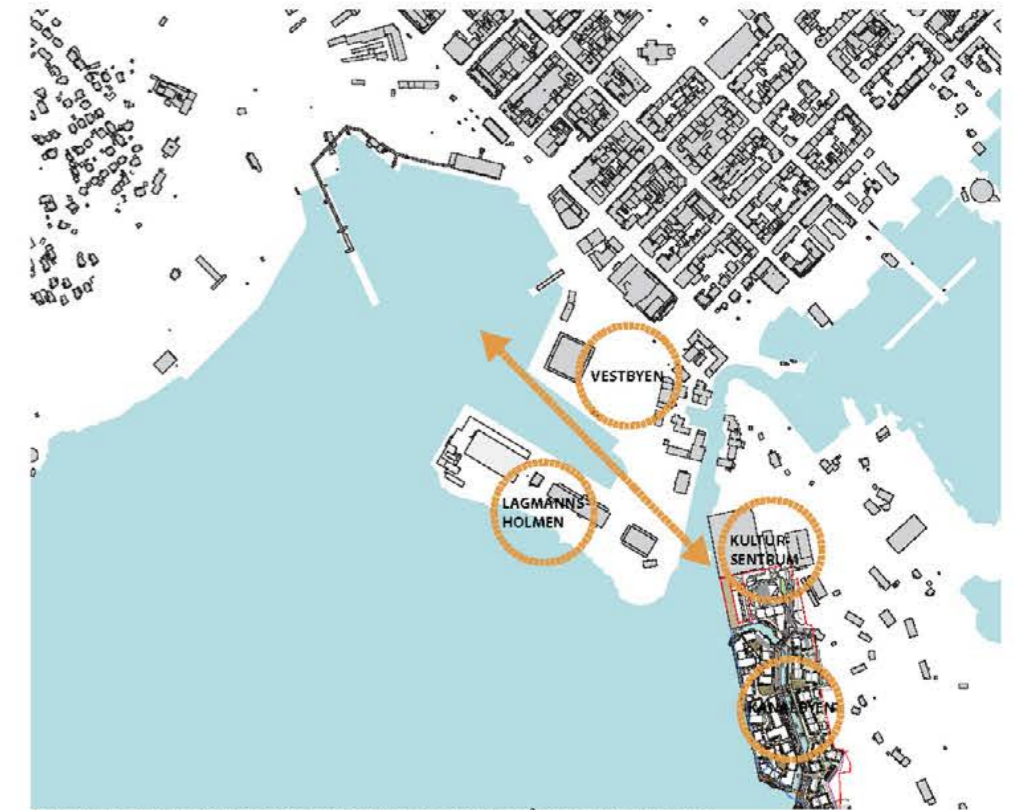 VESTBYEN
LAGMANNS-
HOLMEN
KULTUR-
SENTRUM
KANALBYEN